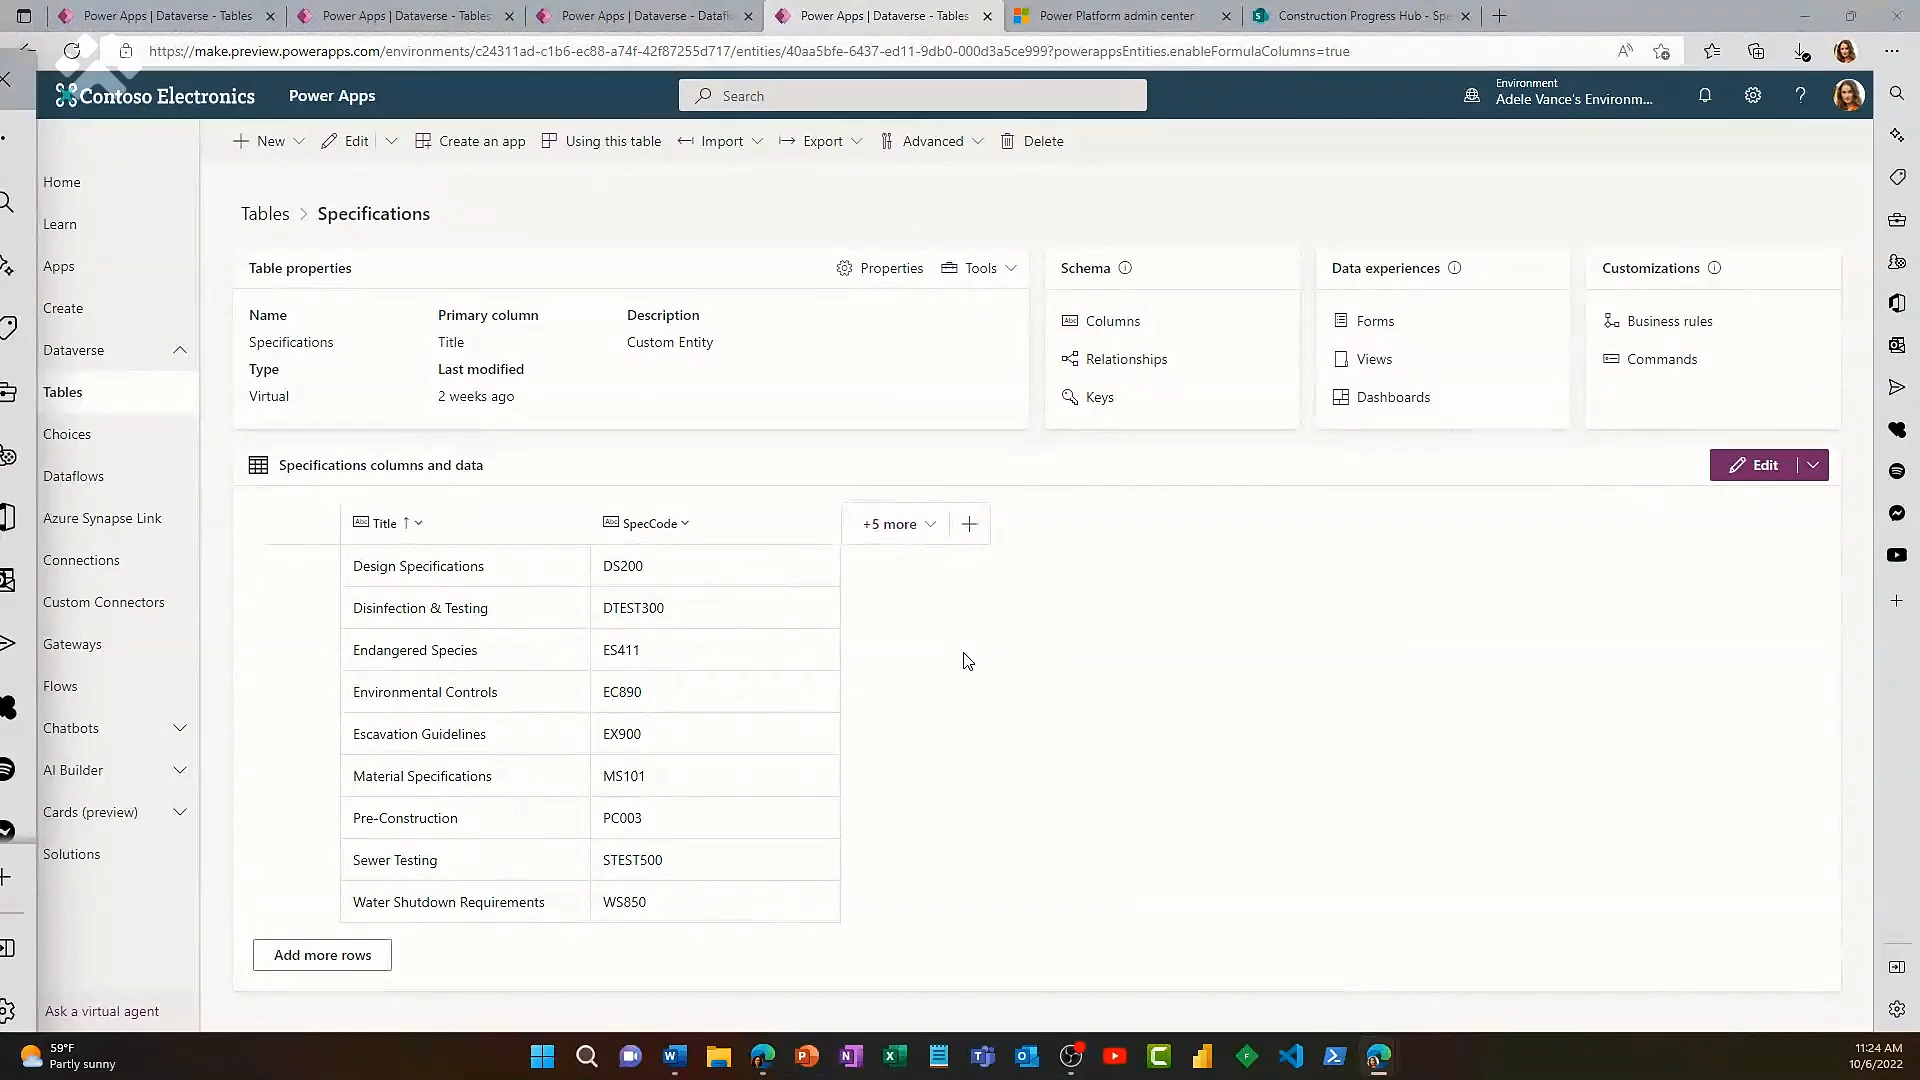 Power Apps | Dataverse - Tables
Power Apps | Dataverse - Tables
Power Apps | Dataverse - Datafl
Power Apps | Dataverse - Tables
Power Platform admin center
Construction Progress Hub - Spe
https://make.preview.powerapps.com/environments/c24311ad-c1b6-ec88-a74f-42f87255d717/entities/40aa5bfe-6437-ed11-9db0-000d3a5ce999?powerappsEntities.enableFormulaColumns=true
Contoso Electronics
Power Apps
Search
Environment
Adele Vance's Environm...
New
Edit
Create an app
Using this table
Import
Export
Advanced
Delete
Home
Learn
Apps
Create
Dataverse
Tables
Choices
Dataflows
Azure Synapse Link
Connections
Custom Connectors
Gateways
Flows
Chatbots
AI Builder
Cards (preview)
Solutions
Ask a virtual agent
Tables > Specifications
Table properties
Properties
Tools
Name
Specifications
Type
Virtual
Primary column
Title
Last modified
2 weeks ago
Description
Custom Entity
Schema
Columns
Relationships
Keys
Data experiences
Forms
Views
Dashboards
Customizations
Business rules
Commands
Specifications columns and data
Edit
Abc Title ↑
Abc SpecCode
+5 more
Design Specifications DS200
Disinfection & Testing DTEST300
Endangered Species ES411
Environmental Controls EC890
Escavation Guidelines EX900
Material Specifications MS101
Pre-Construction PC003
Sewer Testing STEST500
Water Shutdown Requirements WS850
Add more rows
59°F
Partly sunny
11:24 AM
10/6/2022